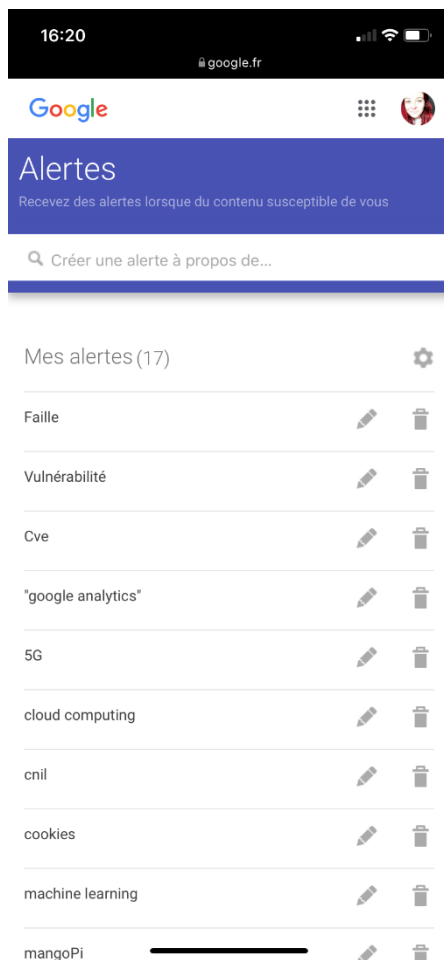 16:20
google.fr
Google
Alertes
Recevez des alertes lorsque du contenu susceptible de vous
Créer une alerte à propos de...
Mes alertes (17)
Faille
Vulnérabilité
Cve
"google analytics"
5G
cloud computing
cnil
cookies
machine learning
mangoPi